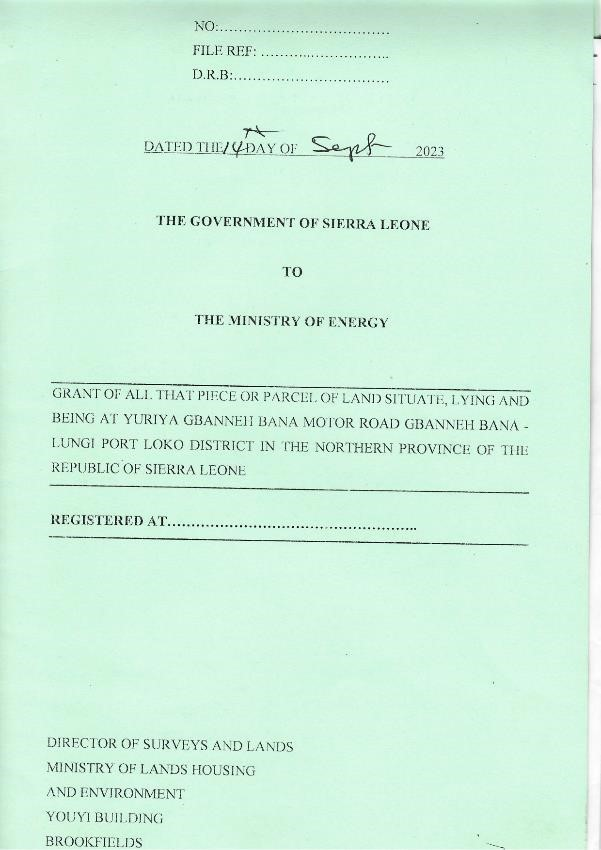 NO:..................................
FILE REF: ..........................
D.R.B:...............................
DATED THE 14th DAY OF Sept 2023
THE GOVERNMENT OF SIERRA LEONE
TO
THE MINISTRY OF ENERGY
GRANT OF ALL THAT PIECE OR PARCEL OF LAND SITUATE, LYING AND
BEING AT YURIYA GBANNEH BANA MOTOR ROAD GBANNEH BANA -
LUNGI PORT LOKO DISTRICT IN THE NORTHERN PROVINCE OF THE
REPUBLIC OF SIERRA LEONE
REGISTERED AT....................................................
DIRECTOR OF SURVEYS AND LANDS
MINISTRY OF LANDS HOUSING
AND ENVIRONMENT
YOUYI BUILDING
BROOKFIELDS